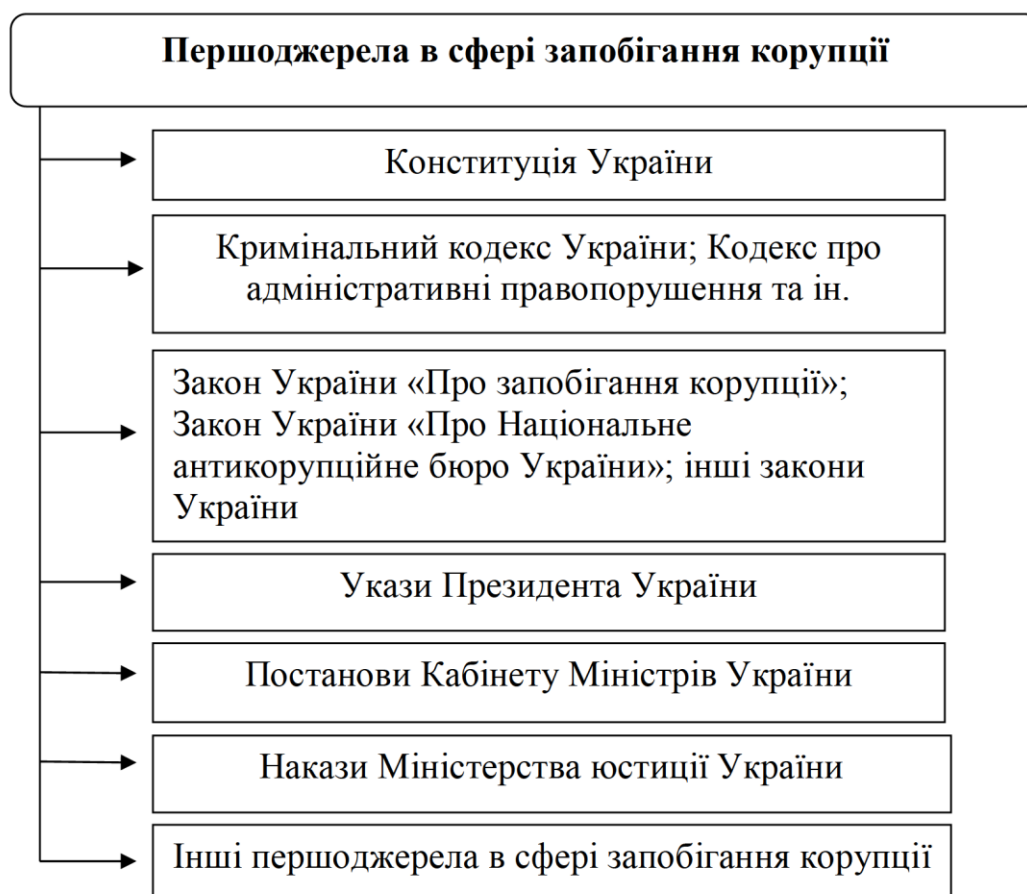 Першоджерела в сфері запобігання корупції
Конституція України
Кримінальний кодекс України; Кодекс про
адміністративні правопорушення та ін.
Закон України «Про запобігання корупції»;
Закон України «Про Національне
антикорупційне бюро України»; інші закони
України
Укази Президента України
Постанови Кабінету Міністрів України
Накази Міністерства юстиції України
Інші першоджерела в сфері запобігання корупції